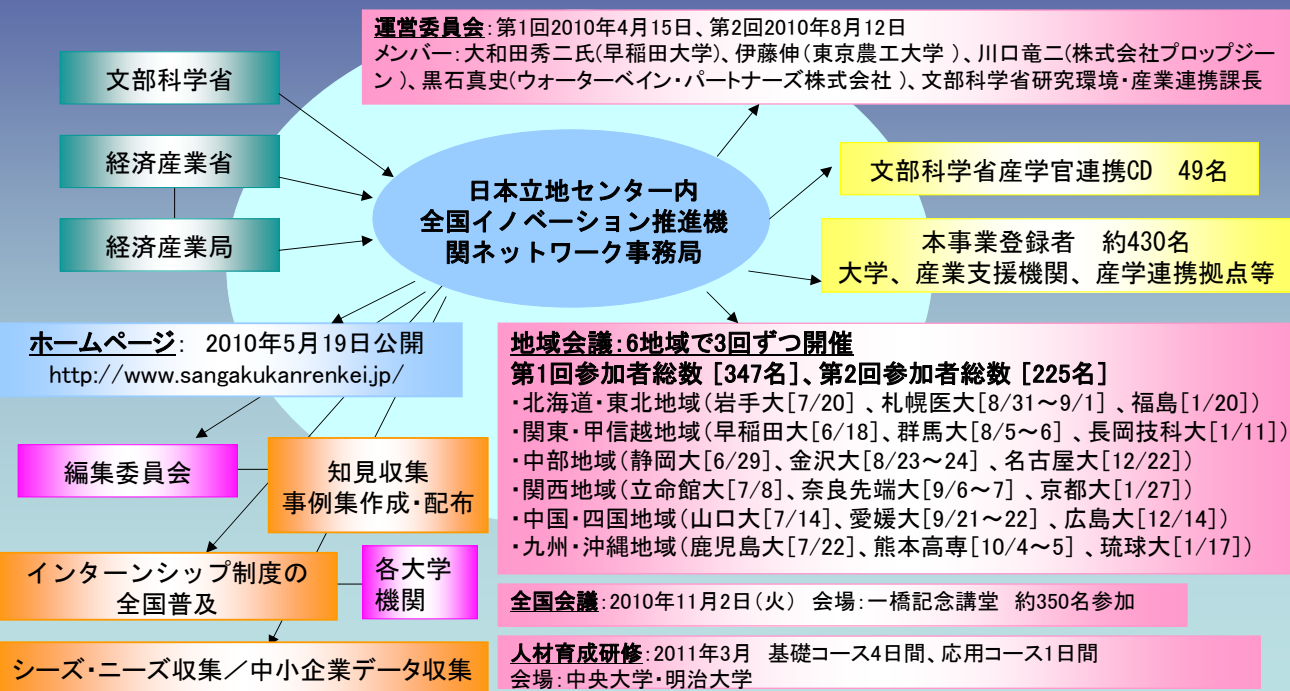 運営委員会：第1回2010年4月15日、第2回2010年8月12日
メンバー：大和田秀二氏(早稲田大学)、伊藤伸(東京農工大学 )、川口竜二(株式会社プロップジー
ン )、黒石真史(ウォーターベイン・パートナーズ株式会社 )、文部科学省研究環境・産業連携課長
文部科学省
経済産業省
経済産業局
日本立地センター内
全国イノベーション推進機
関ネットワーク事務局
文部科学省産学官連携CD　49名
本事業登録者　約430名
大学、産業支援機関、産学連携拠点等
ホームページ：　2010年5月19日公開
http://www.sangakukanrenkei.jp/
編集委員会
知見収集
事例集作成・配布
インターンシップ制度の
全国普及
各大学
機関
シーズ・ニーズ収集／中小企業データ収集
地域会議：6地域で3回ずつ開催
第1回参加者総数［347名］、第2回参加者総数［225名］
・北海道・東北地域（岩手大［7/20］、札幌医大［8/31～9/1］、福島［1/20］）
・関東・甲信越地域（早稲田大［6/18］、群馬大［8/5～6］、長岡技科大［1/11］）
・中部地域（静岡大［6/29］、金沢大［8/23～24］、名古屋大［12/22］）
・関西地域（立命館大［7/8］、奈良先端大［9/6～7］、京都大［1/27］）
・中国・四国地域（山口大［7/14］、愛媛大［9/21～22］、広島大［12/14］）
・九州・沖縄地域（鹿児島大［7/22］、熊本高専［10/4～5］、琉球大［1/17］）
全国会議：2010年11月2日（火）　会場：一橋記念講堂　約350名参加
人材育成研修：2011年3月　基礎コース4日間、応用コース1日間
会場：中央大学・明治大学